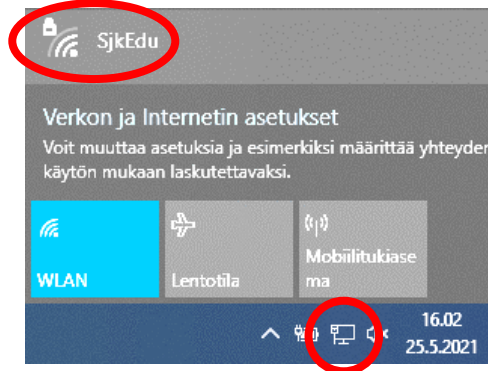 SjkEdu
Verkon ja Internetin asetukset
Voit muuttaa asetuksia ja esimerkiksi määrittää yhteyden
käytön mukaan laskutettavaksi.
WLAN
Lentotila
Mobiilitukiase
ma
16.02
25.5.2021